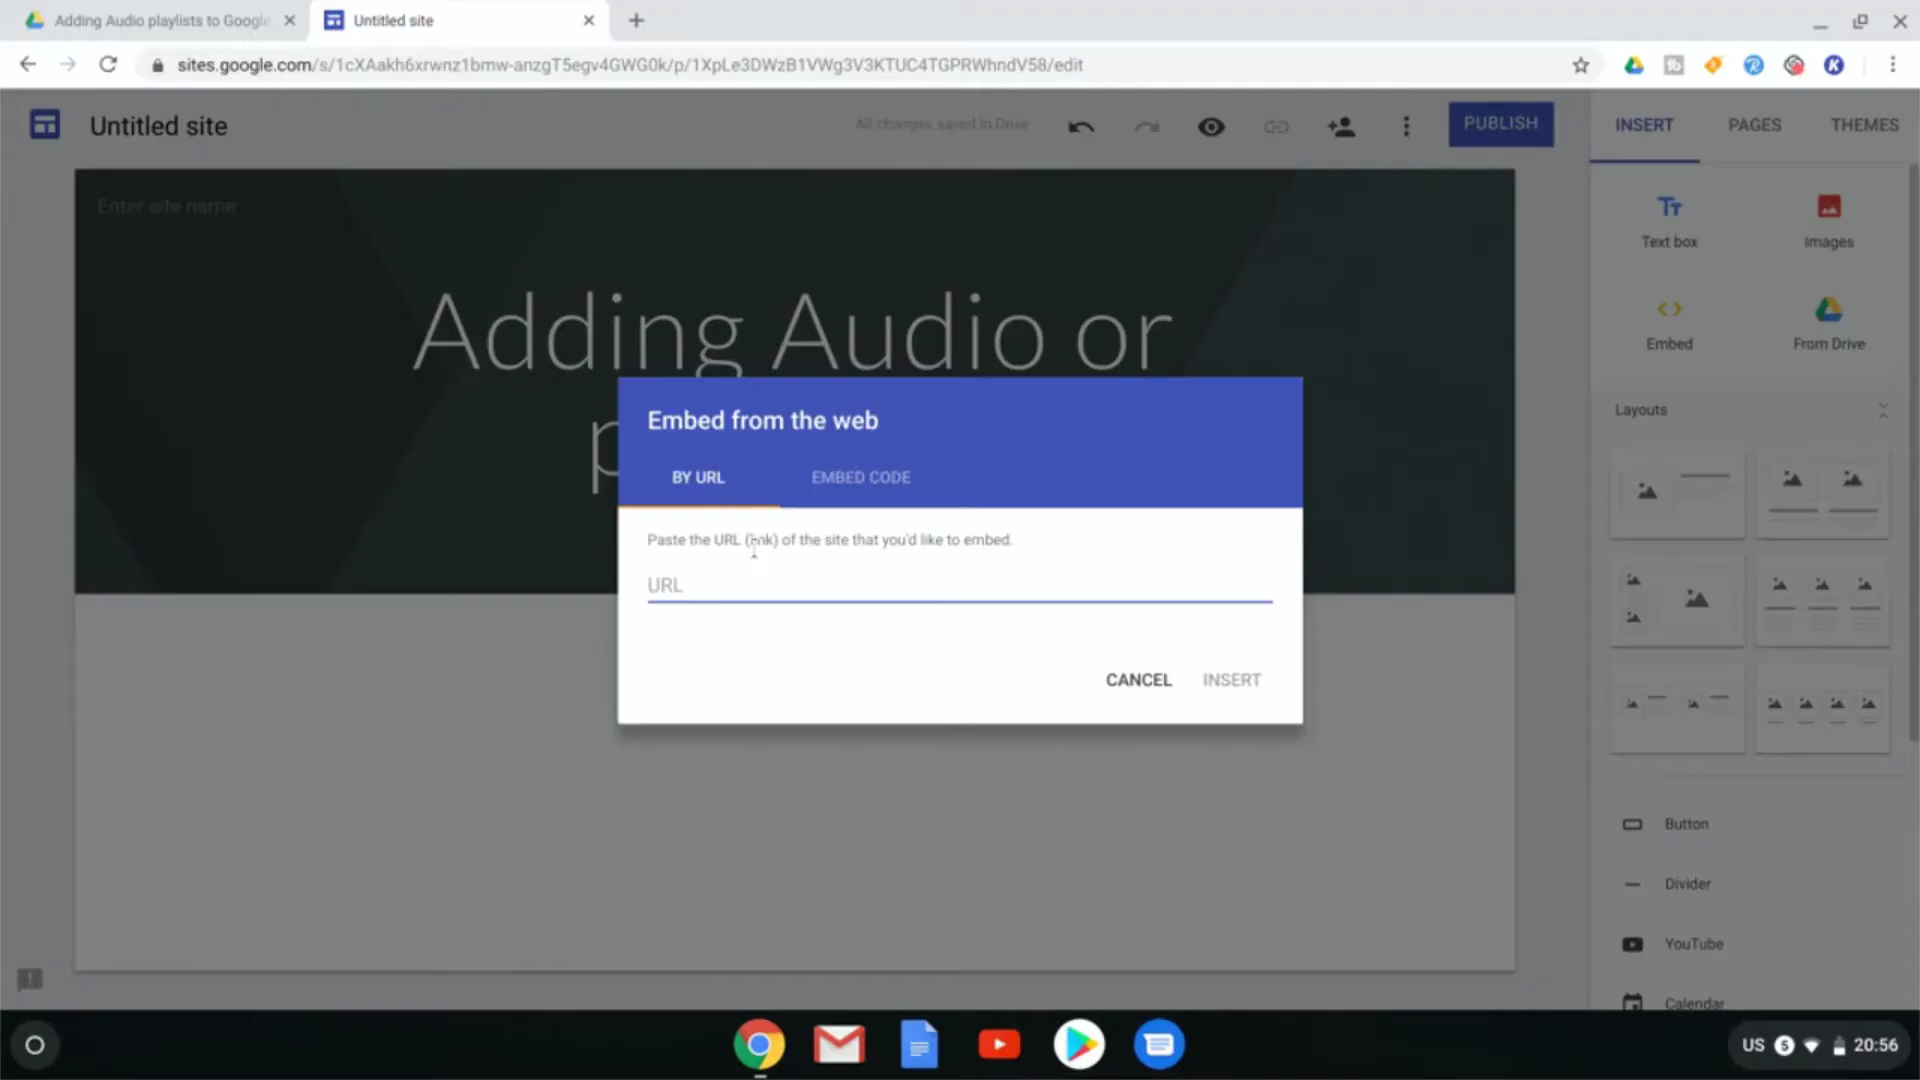 Adding Audio playlists to Google
Untitled site
sites.google.com/s/1cXAakh6xrwnz1bmw-anzgT5egv4GWG0k/p/1XpLe3DWzB1VWg3V3KTUC4TGPRWhndV58/edit
Untitled site
All changes saved to Drive
PUBLISH
INSERT
PAGES
THEMES
Enter site name
Adding Audio or
p
Text box
Images
Embed
From Drive
Layouts
Embed from the web
BY URL
EMBED CODE
Paste the URL (link) of the site that you'd like to embed.
URL
CANCEL
INSERT
Button
Divider
YouTube
Calendar
US
5
20:56